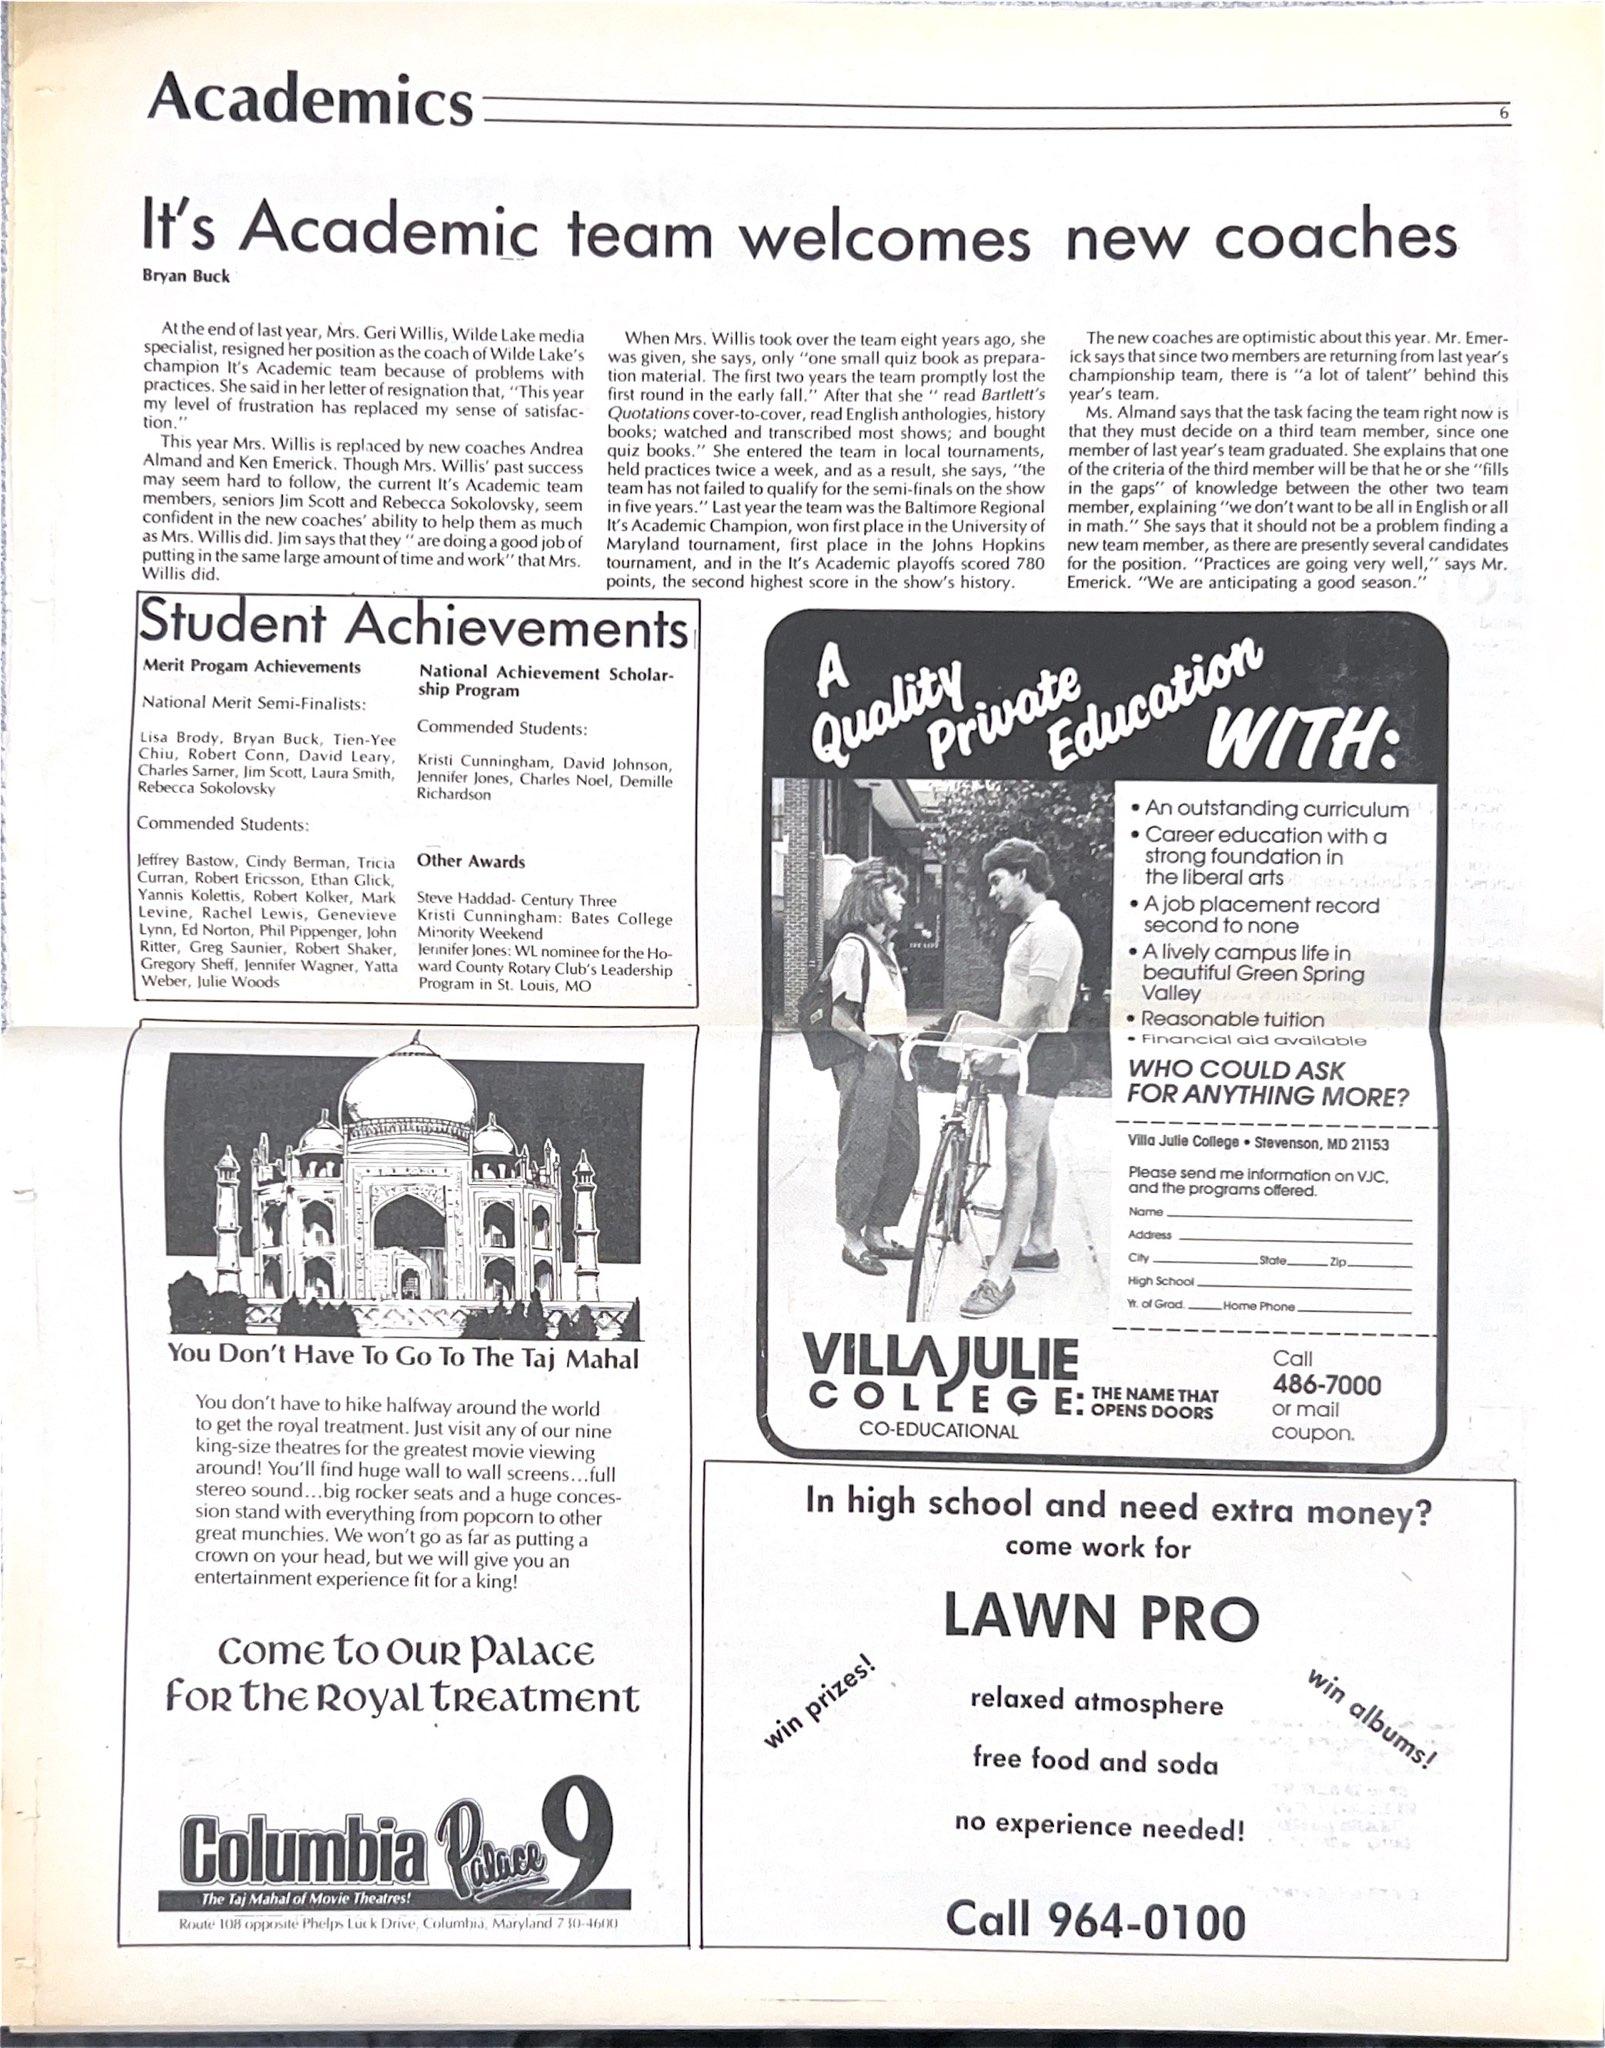 Academics
6
It's Academic team welcomes new coaches
Bryan Buck
At the end of last year, Mrs. Geri Willis, Wilde Lake media
specialist, resigned her position as the coach of Wilde Lake's
champion It's Academic team because of problems with
practices. She said in her letter of resignation that, "This year
my level of frustration has replaced my sense of satisfac-
tion."
This year Mrs. Willis is replaced by new coaches Andrea
Almand and Ken Emerick. Though Mrs. Willis' past success
may seem hard to follow, the current It's Academic team
members, seniors Jim Scott and Rebecca Sokolovsky, seem
confident in the new coaches' ability to help them as much
as Mrs. Willis did. Jim says that they " are doing a good job of
putting in the same large amount of time and work" that Mrs.
Willis did.
When Mrs. Willis took over the team eight years ago, she
was given, she says, only "one small quiz book as prepara-
tion material. The first two years the team promptly lost the
first round in the early fall." After that she " read Bartlett's
Quotations cover-to-cover, read English anthologies, history
books; watched and transcribed most shows; and bought
quiz books." She entered the team in local tournaments,
held practices twice a week, and as a result, she says, "the
team has not failed to qualify for the semi-finals on the show
in five years." Last year the team was the Baltimore Regional
It's Academic Champion, won first place in the University of
Maryland tournament, first place in the Johns Hopkins
tournament, and in the It's Academic playoffs scored 780
points, the second highest score in the show's history.
The new coaches are optimistic about this year. Mr. Emer-
ick says that since two members are returning from last year's
championship team, there is "a lot of talent" behind this
year's team.
Ms. Almand says that the task facing the team right now is
that they must decide on a third team member, since one
member of last year's team graduated. She explains that one
of the criteria of the third member will be that he or she "fills
in the gaps" of knowledge between the other two team
member, explaining "we don't want to be all in English or all
in math." She says that it should not be a problem finding a
new team member, as there are presently several candidates
for the position. "Practices are going very well," says Mr.
Emerick. "We are anticipating a good season."
Student Achievements
Merit Progam Achievements
National Merit Semi-Finalists:
Lisa Brody, Bryan Buck, Tien-Yee
Chiu, Robert Conn, David Leary,
Charles Sarner, Jim Scott, Laura Smith,
Rebecca Sokolovsky
Commended Students:
Jeffrey Bastow, Cindy Berman, Tricia
Curran, Robert Ericsson, Ethan Glick,
Yannis Kolettis, Robert Kolker, Mark
Levine, Rachel Lewis, Genevieve
Lynn, Ed Norton, Phil Pippenger, John
Ritter, Greg Saunier, Robert Shaker,
Gregory Sheff, Jennifer Wagner, Yatta
Weber, Julie Woods
National Achievement Scholar-
ship Program
Commended Students:
Kristi Cunningham, David Johnson,
Jennifer Jones, Charles Noel, Demille
Richardson
Other Awards
Steve Haddad- Century Three
Kristi Cunningham: Bates College
Minority Weekend
Jennifer Jones: WL nominee for the Ho-
ward County Rotary Club's Leadership
Program in St. Louis, MO
A
Quality
Private
Education
WITH:
• An outstanding curriculum
• Career education with a
strong foundation in
the liberal arts
• A job placement record
second to none
• A lively campus life in
beautiful Green Spring
Valley
• Reasonable tuition
• Financial aid available
WHO COULD ASK
FOR ANYTHING MORE?
Villa Julie College • Stevenson, MD 21153
Please send me information on VJC,
and the programs offered.
Name
Address
City State Zip
High School
Yr. of Grad. Home Phone
VILLA JULIE
COLLEGE: THE NAME THAT
OPENS DOORS
CO-EDUCATIONAL
Call
486-7000
or mail
coupon.
You Don't Have To Go To The Taj Mahal
You don't have to hike halfway around the world
to get the royal treatment. Just visit any of our nine
king-size theatres for the greatest movie viewing
around! You'll find huge wall to wall screens...full
stereo sound...big rocker seats and a huge conces-
sion stand with everything from popcorn to other
great munchies. We won't go as far as putting a
crown on your head, but we will give you an
entertainment experience fit for a king!
Come to our Palace
for the Royal treatment
Columbia Palace 9
The Taj Mahal of Movie Theatres!
Route 108 opposite Phelps Luck Drive, Columbia, Maryland 730-4600
In high school and need extra money?
come work for
LAWN PRO
win prizes!
win albums!
relaxed atmosphere
free food and soda
no experience needed!
Call 964-0100